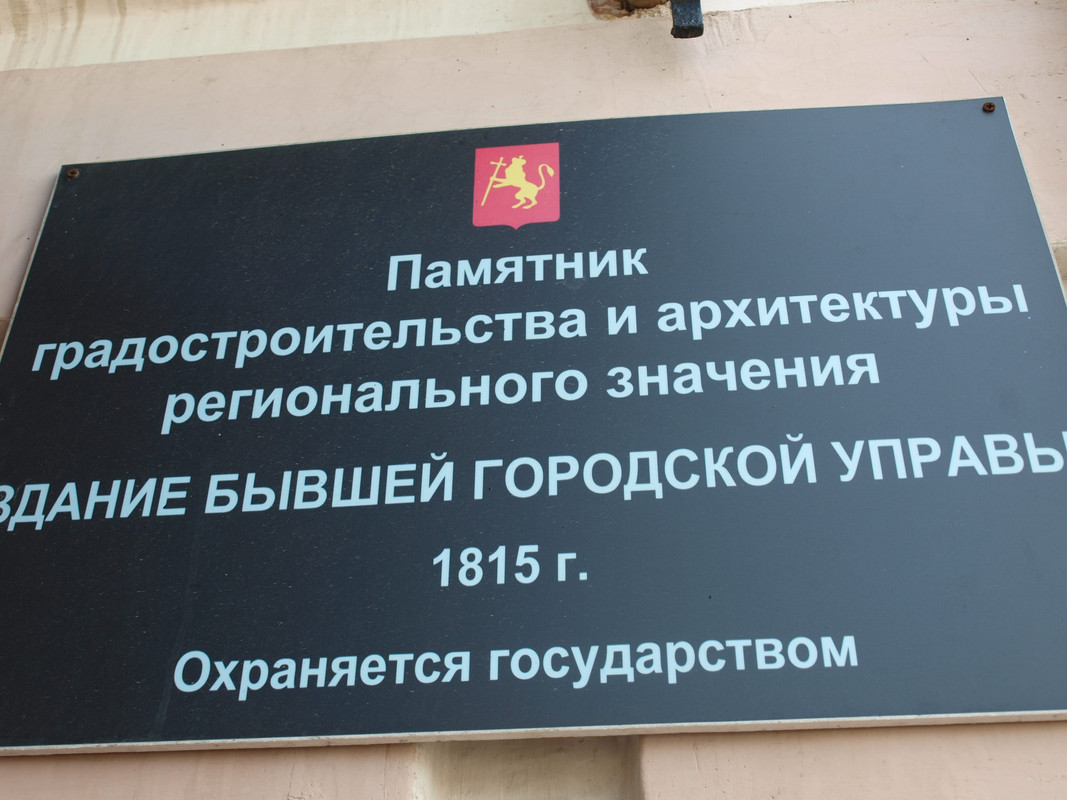 Памятник
градостроительства и архитектуры
регионального значения
ЗДАНИЕ БЫВШЕЙ ГОРОДСКОЙ УПРАВЫ
1815 г.
Охраняется государством